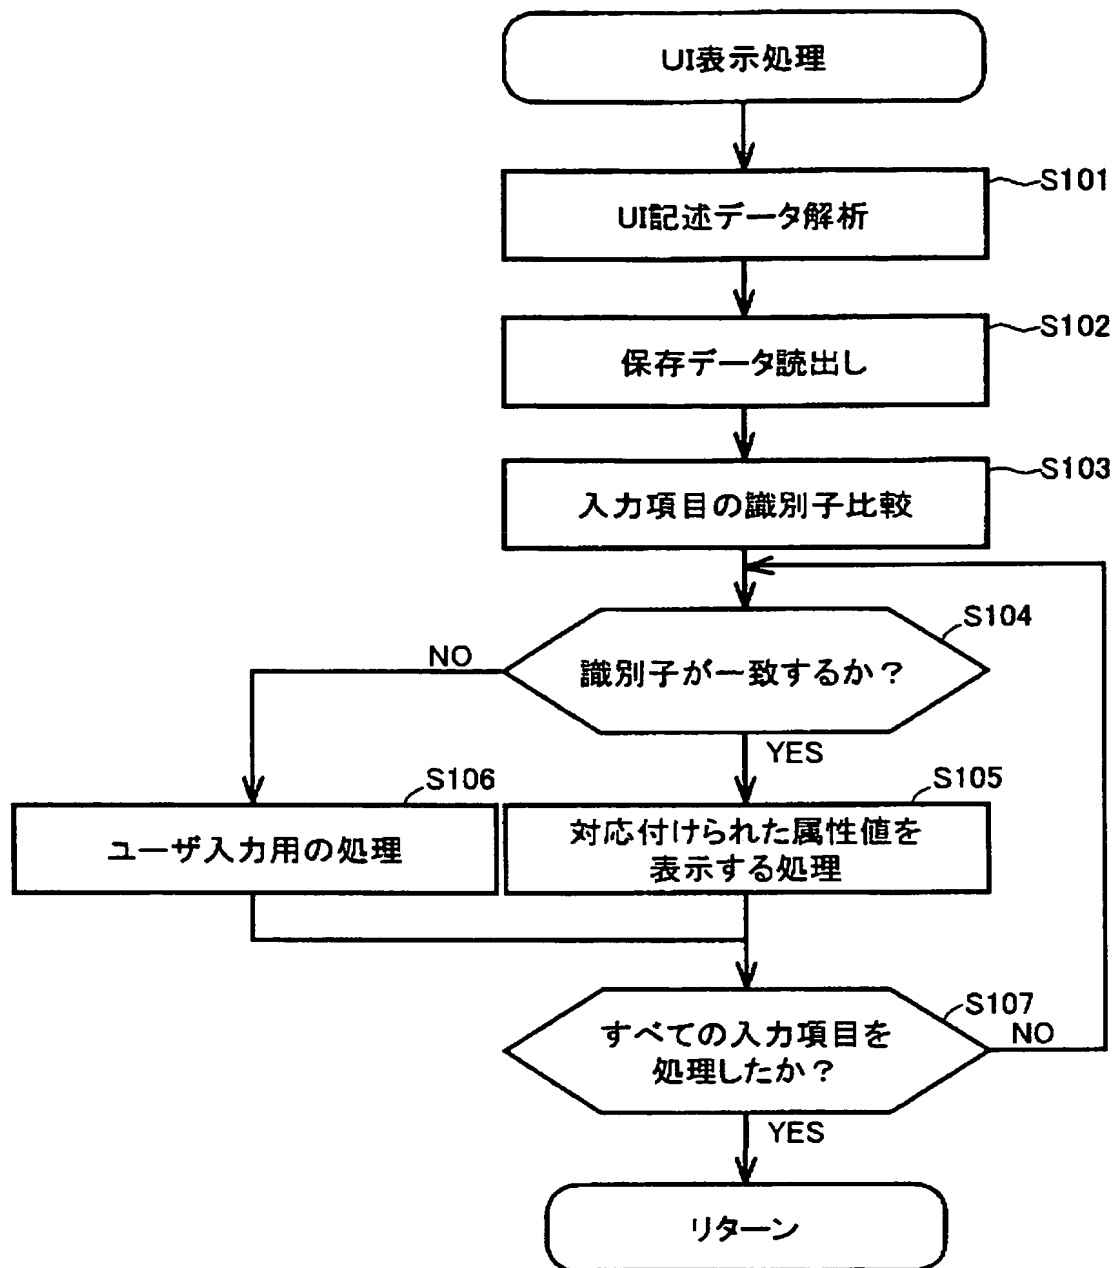 UI表示処理
S101
UI記述データ解析
S102
保存データ読出し
S103
入力項目の識別子比較
S104
NO
識別子が一致するか？
YES
S106
S105
ユーザ入力用の処理
対応付けられた属性値を
表示する処理
S107
すべての入力項目を
処理したか？
NO
YES
リターン